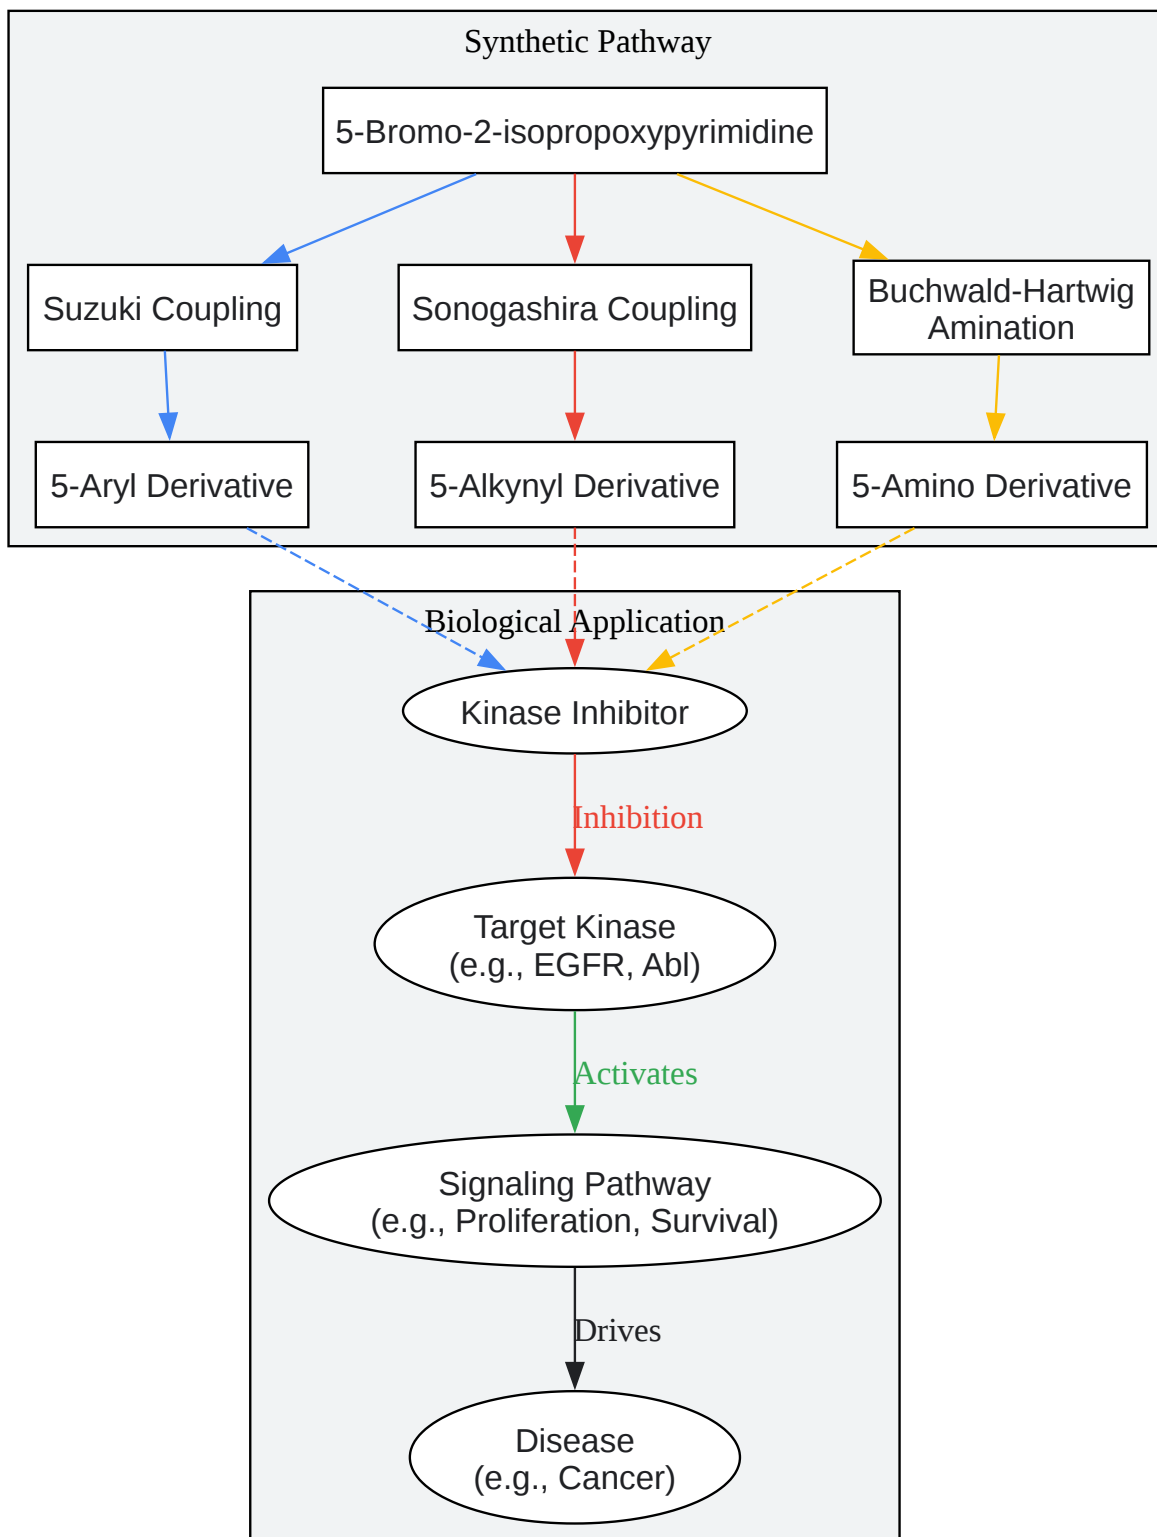 Synthetic Pathway
5-Bromo-2-isopropoxypyrimidine
Suzuki Coupling
Sonogashira Coupling
Buchwald-Hartwig
Amination
5-Aryl Derivative
5-Alkynyl Derivative
5-Amino Derivative
Biological Application
Kinase Inhibitor
Inhibition
Target Kinase
(e.g., EGFR, Abl)
Activates
Signaling Pathway
(e.g., Proliferation, Survival)
Drives
Disease
(e.g., Cancer)